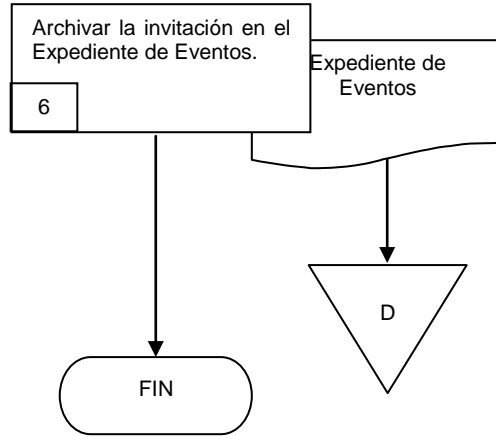 Archivar la invitación en el
Expediente de Eventos.
6
Expediente de
Eventos
D
FIN